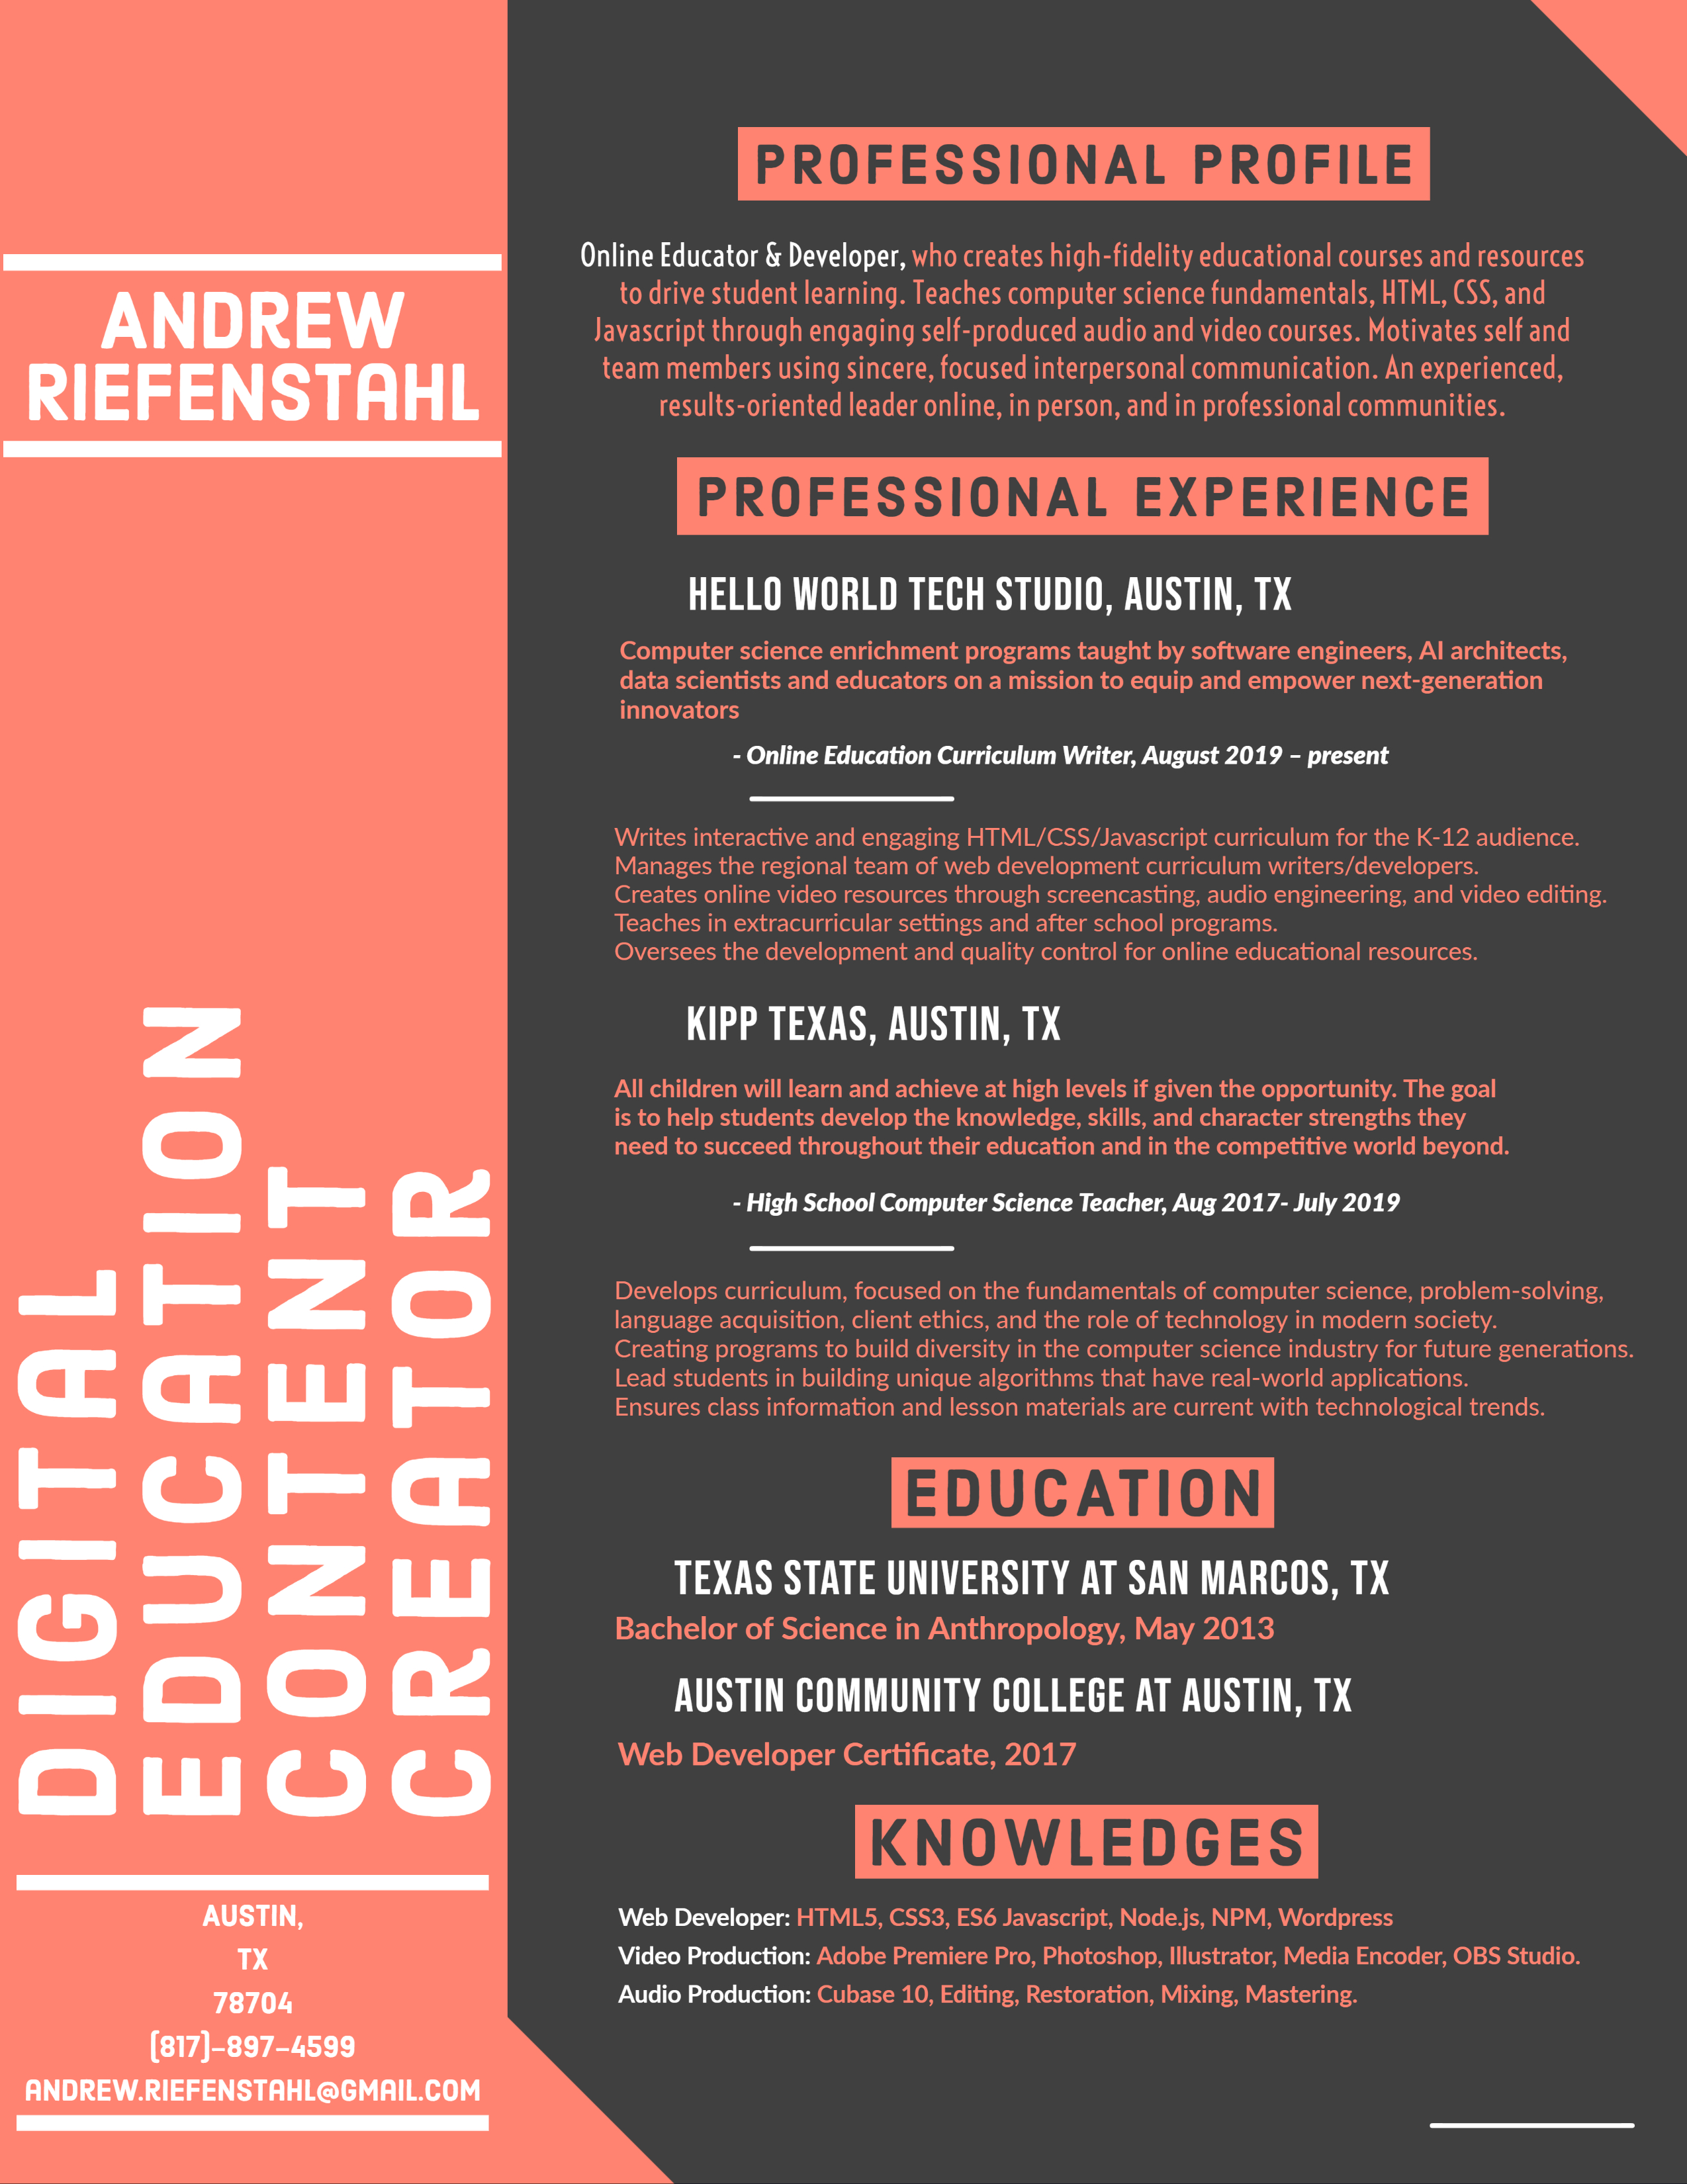 ANDREW
RIEFENSTAHL
DIGITAL
EDUCATION
CONTENT
CREATOR
AUSTIN,
TX
78704
(817)-897-4599
ANDREW.RIEFENSTAHL@GMAIL.COM
PROFESSIONAL PROFILE
Online Educator & Developer, who creates high-fidelity educational courses and resources
to drive student learning. Teaches computer science fundamentals, HTML, CSS, and
Javascript through engaging self-produced audio and video courses. Motivates self and
team members using sincere, focused interpersonal communication. An experienced,
results-oriented leader online, in person, and in professional communities.
PROFESSIONAL EXPERIENCE
HELLO WORLD TECH STUDIO, AUSTIN, TX
Computer science enrichment programs taught by software engineers, AI architects,
data scientists and educators on a mission to equip and empower next-generation
innovators
- Online Education Curriculum Writer, August 2019 – present
Writes interactive and engaging HTML/CSS/Javascript curriculum for the K-12 audience.
Manages the regional team of web development curriculum writers/developers.
Creates online video resources through screencasting, audio engineering, and video editing.
Teaches in extracurricular settings and after school programs.
Oversees the development and quality control for online educational resources.
KIPP TEXAS, AUSTIN, TX
All children will learn and achieve at high levels if given the opportunity. The goal
is to help students develop the knowledge, skills, and character strengths they
need to succeed throughout their education and in the competitive world beyond.
- High School Computer Science Teacher, Aug 2017- July 2019
Develops curriculum, focused on the fundamentals of computer science, problem-solving,
language acquisition, client ethics, and the role of technology in modern society.
Creating programs to build diversity in the computer science industry for future generations.
Lead students in building unique algorithms that have real-world applications.
Ensures class information and lesson materials are current with technological trends.
EDUCATION
TEXAS STATE UNIVERSITY AT SAN MARCOS, TX
Bachelor of Science in Anthropology, May 2013
AUSTIN COMMUNITY COLLEGE AT AUSTIN, TX
Web Developer Certificate, 2017
KNOWLEDGES
Web Developer: HTML5, CSS3, ES6 Javascript, Node.js, NPM, Wordpress
Video Production: Adobe Premiere Pro, Photoshop, Illustrator, Media Encoder, OBS Studio.
Audio Production: Cubase 10, Editing, Restoration, Mixing, Mastering.